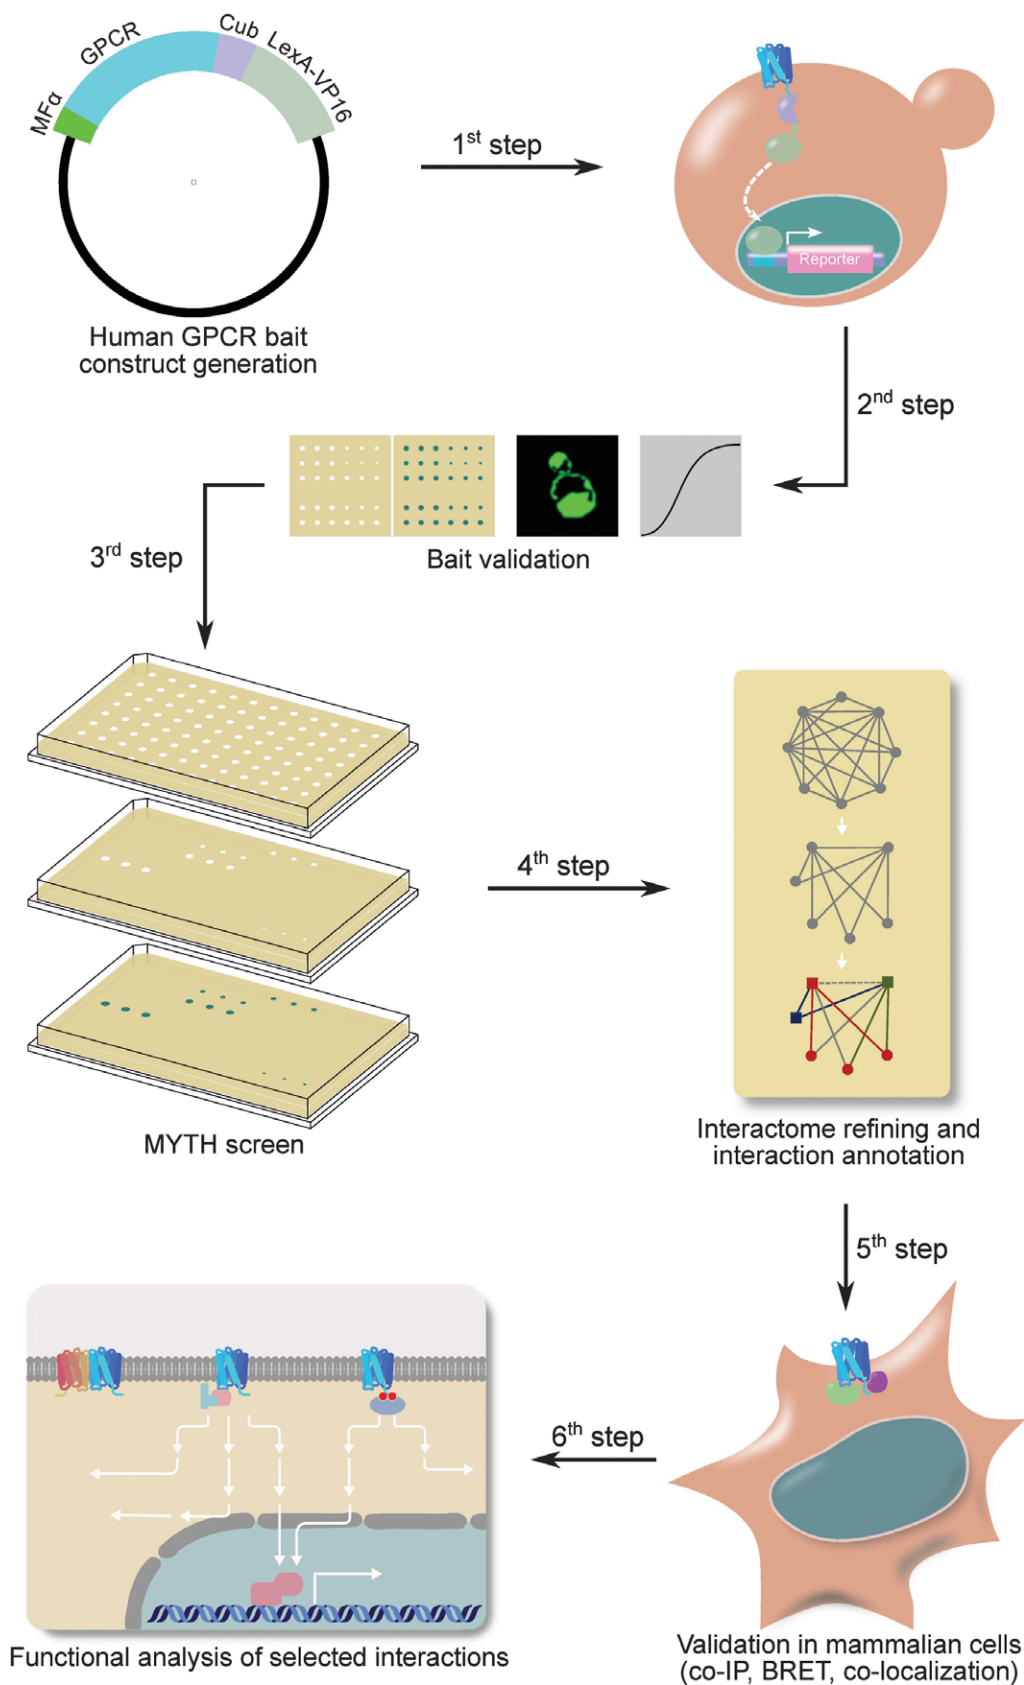 MFα
GPCR
Cub
LexA-VP16
1st step
Reporter
Human GPCR bait
construct generation
2nd step
Bait validation
3rd step
4th step
MYTH screen
Interactome refining and
interaction annotation
5th step
6th step
Functional analysis of selected interactions
Validation in mammalian cells
(co-IP, BRET, co-localization)